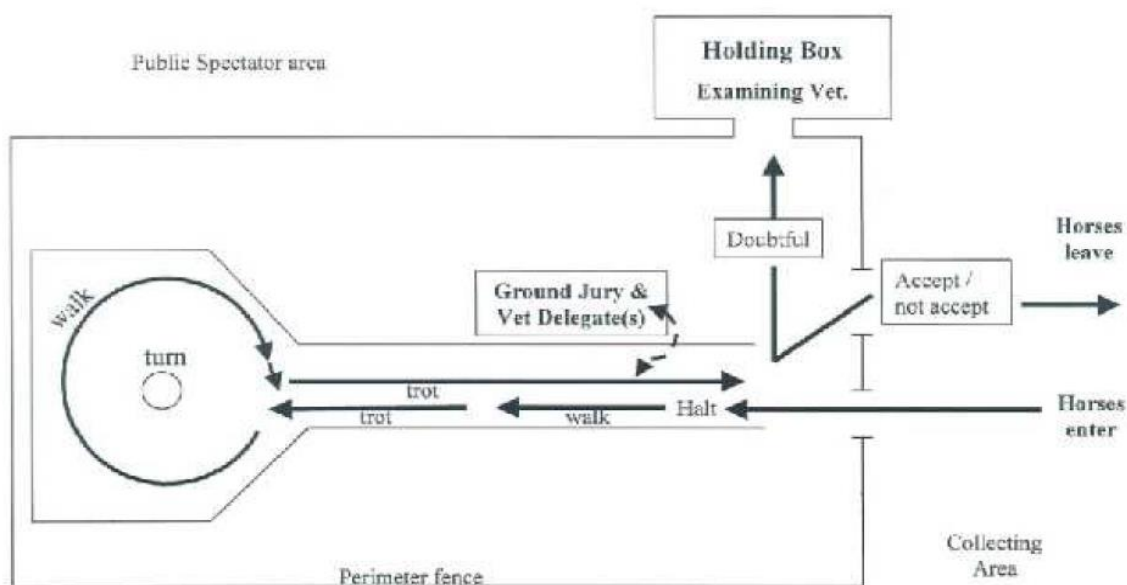 Public Spectator area
Holding Box
Examining Vet.
Doubtful
Horses
leave
Accept /
not accept
Ground Jury &
Vet Delegate(s)
walk
turn
trot
trot
walk
Halt
Horses
enter
Collecting
Area
Perimeter fence